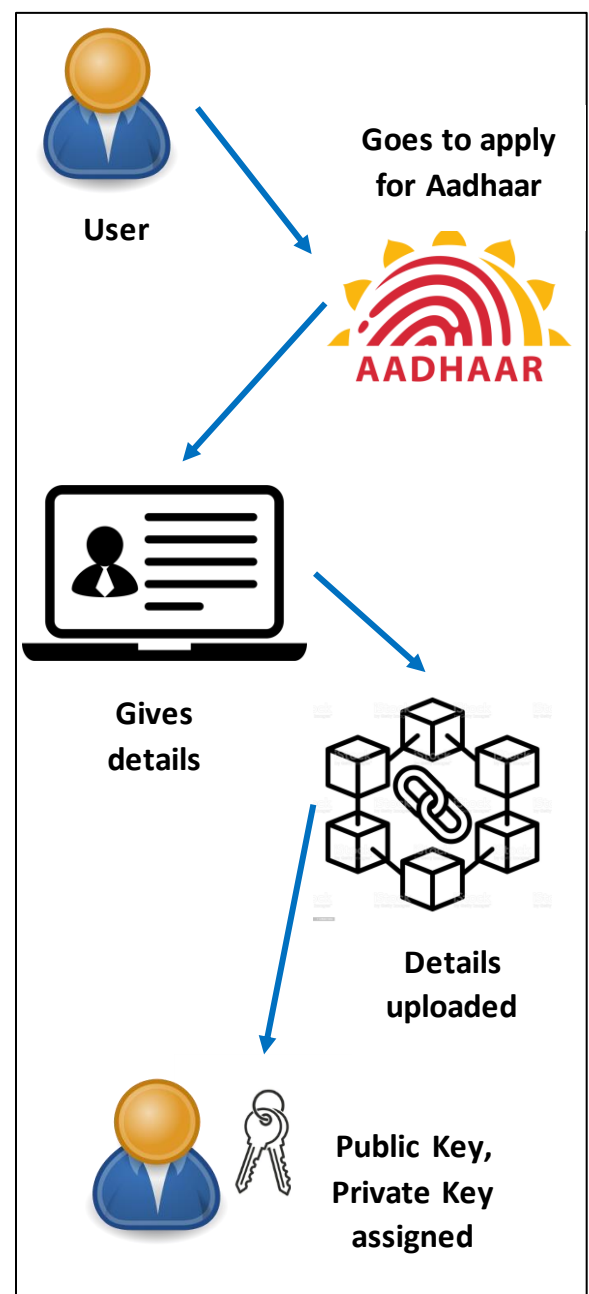 User
Goes to apply
for Aadhaar
AADHAAR
Gives
details
Details
uploaded
Public Key,
Private Key
assigned